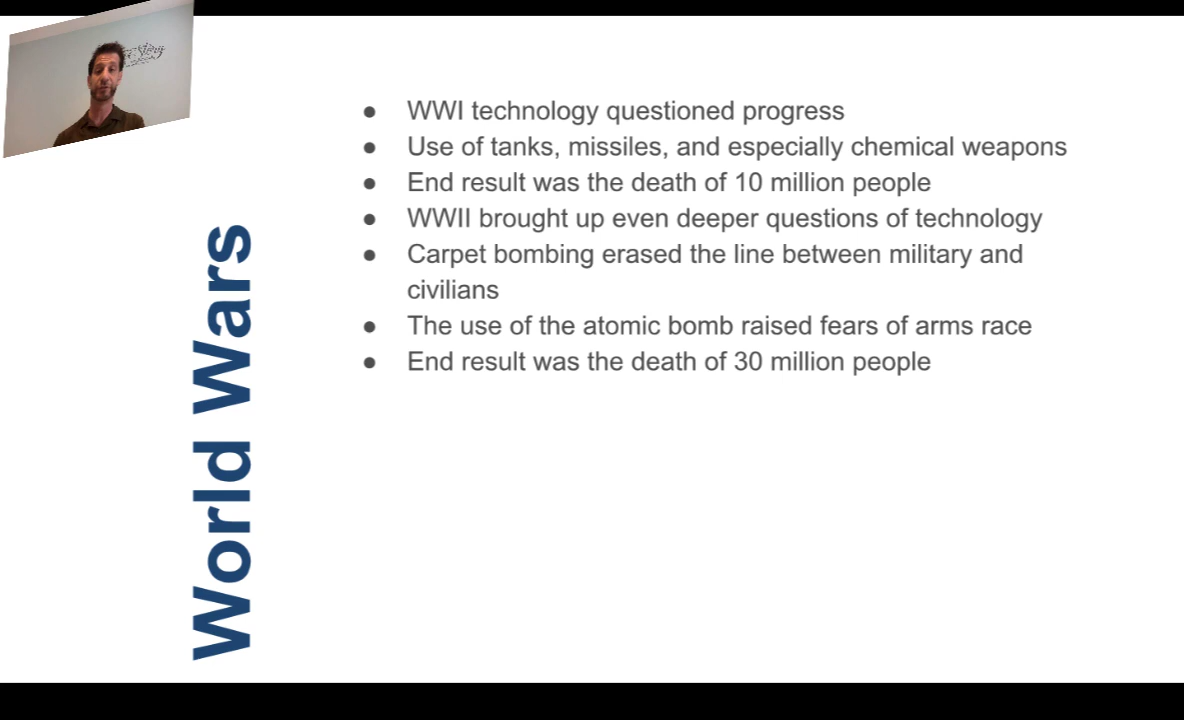 World Wars
● WWI technology questioned progress
● Use of tanks, missiles, and especially chemical weapons
● End result was the death of 10 million people
● WWII brought up even deeper questions of technology
● Carpet bombing erased the line between military and
civilians
● The use of the atomic bomb raised fears of arms race
● End result was the death of 30 million people